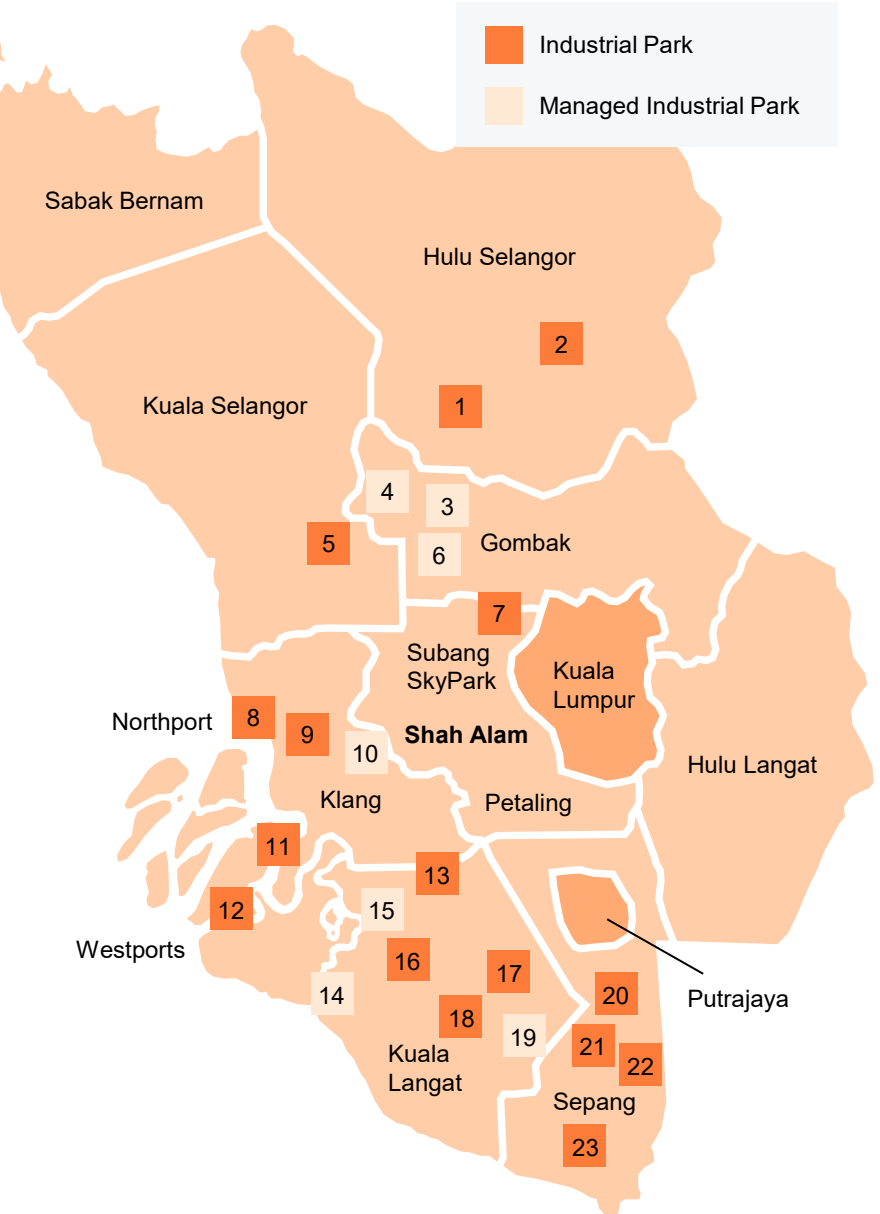 Industrial Park
Managed Industrial Park
Sabak Bernam
Hulu Selangor
2
Kuala Selangor
1
4
3
5
Gombak
6
7
Subang
SkyPark
Kuala
Lumpur
Northport
8
9
Shah Alam
10
Hulu Langat
Klang
Petaling
11
13
12
15
Westports
16
17
14
20
Putrajaya
18
19
21
22
Kuala
Langat
Sepang
23